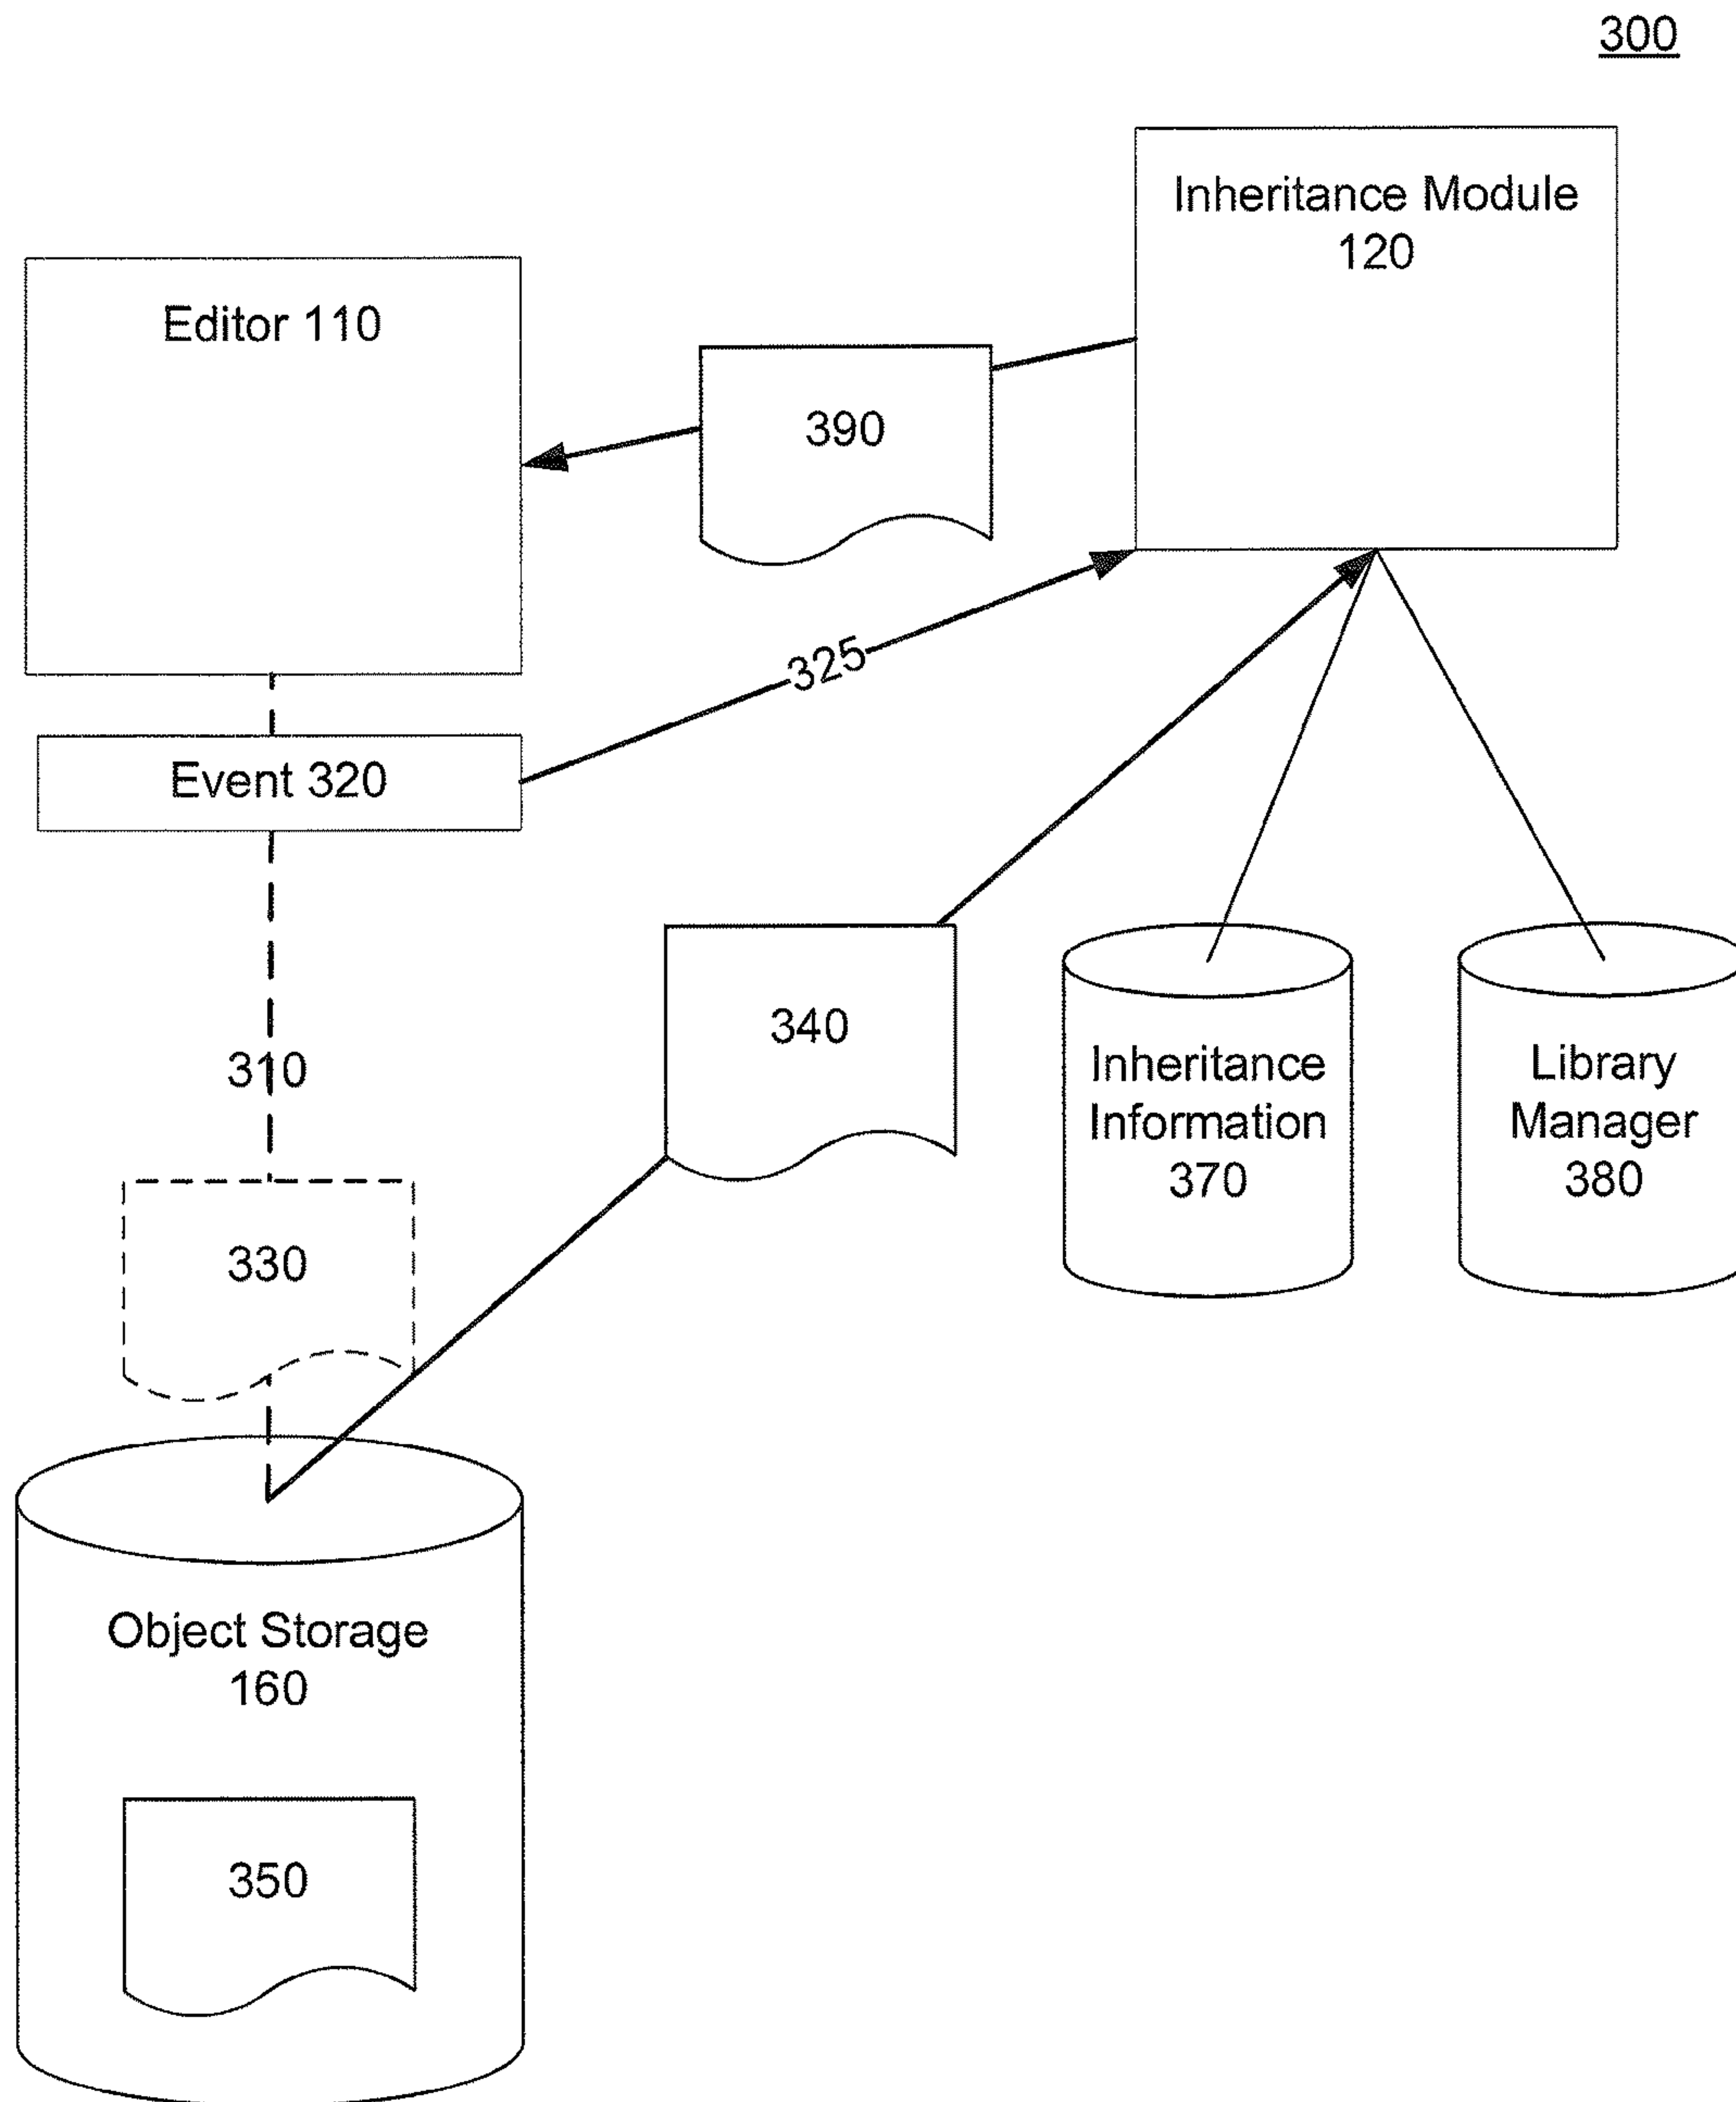 300
Inheritance Module
120
Editor 110
390
325
Event 320
340
310
Inheritance
Information
370
Library
Manager
380
330
Object Storage
160
350